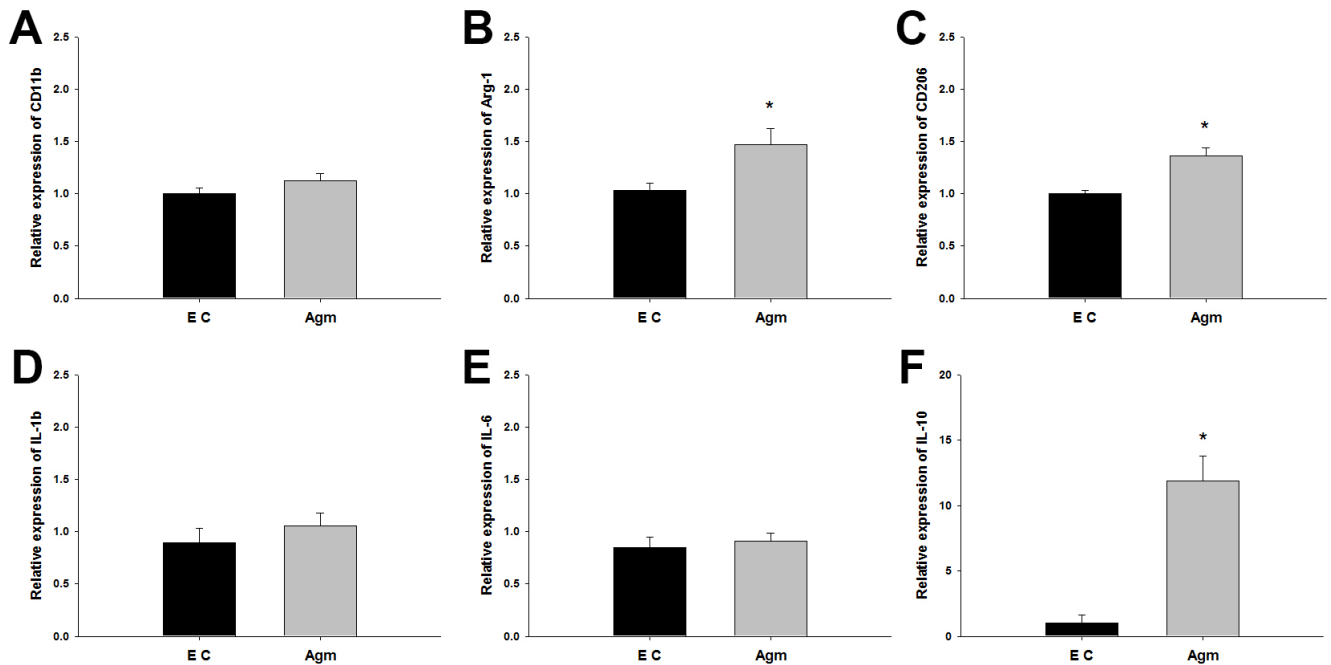 A
Relative expression of CD11b
2.5
2.0
1.5
1.0
0.5
0.0
E C
Agm
B
Relative expression of Arg-1
2.5
2.0
1.5
1.0
0.5
0.0
*
E C
Agm
C
Relative expression of CD206
2.5
2.0
1.5
1.0
0.5
0.0
*
E C
Agm
D
Relative expression of IL-1b
2.5
2.0
1.5
1.0
0.5
0.0
E C
Agm
E
Relative expression of IL-6
2.5
2.0
1.5
1.0
0.5
0.0
E C
Agm
F
Relative expression of IL-10
20
15
10
5
0
*
E C
Agm